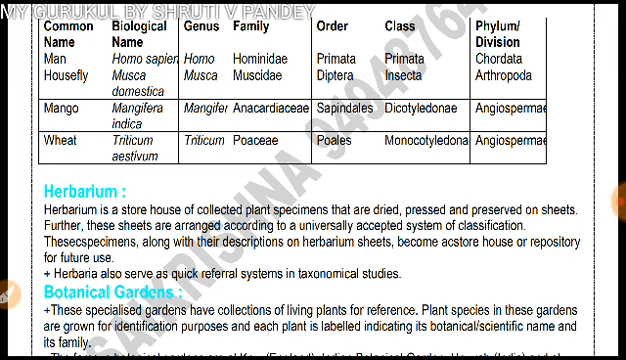 MY GURUKUL BY SHRUTI V PANDEY
Common Biological Genus Family Order Class Phylum/
Name Name Division
Man Homo sapien Homo Hominidae Primata Primata Chordata
Housefly Musca Musca Muscidae Diptera Insecta Arthropoda
domestica
Mango Mangifera Mangifer Anacardiaceae Sapindales Dicotyledonae Angiospermae
indica
Wheat Triticum Triticum Poaceae Poales Monocotyledona Angiospermae
aestivum
SAIKRISHNA
Herbarium :
Herbarium is a store house of collected plant specimens that are dried, pressed and preserved on sheets.
Further, these sheets are arranged according to a universally accepted system of classification.
Thesecspecimens, along with their descriptions on herbarium sheets, become acstore house or repository
for future use.
+ Herbaria also serve as quick referral systems in taxonomical studies.
Botanical Gardens :
+These specialised gardens have collections of living plants for reference. Plant species in these gardens
are grown for identification purposes and each plant is labelled indicating its botanical/scientific name and
its family.